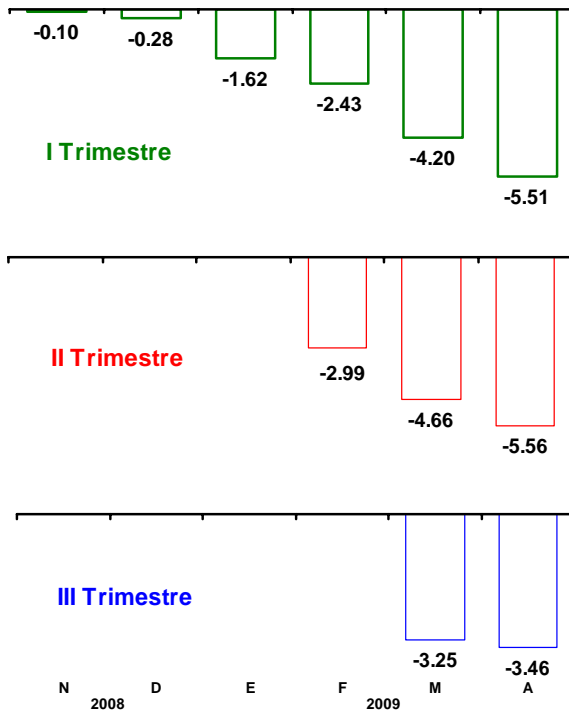 -0.10 -0.28
-1.62
-2.43
I Trimestre
-4.20
-5.51
II Trimestre
-2.99
-4.66
-5.56
III Trimestre
-3.25 -3.46
N D E F M A
2008 2009